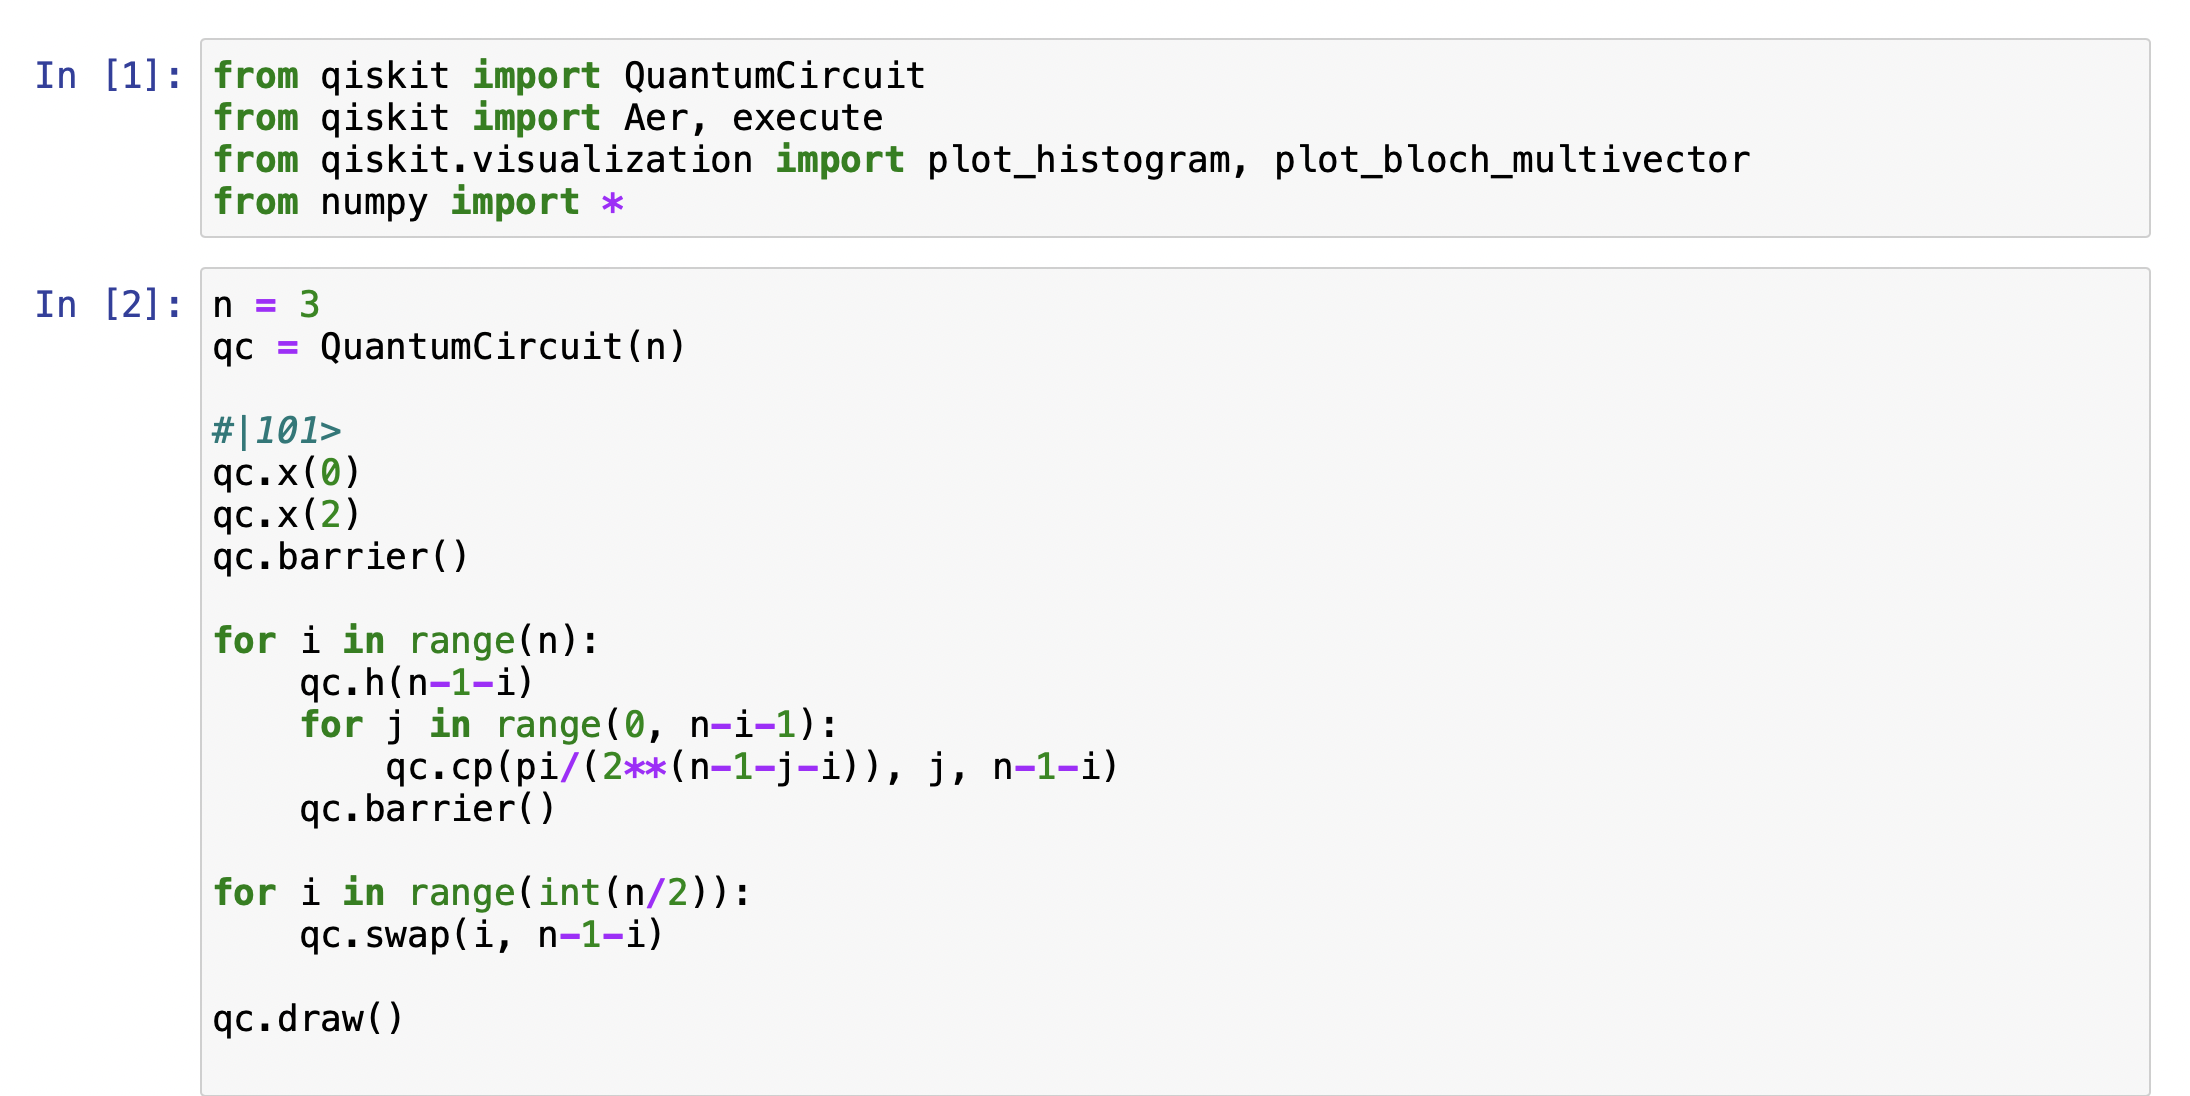 In [1]: from qiskit import QuantumCircuit
from qiskit import Aer, execute
from qiskit.visualization import plot_histogram, plot_bloch_multivector
from numpy import *
In [2]: n = 3
qc = QuantumCircuit(n)

#|101>
qc.x(0)
qc.x(2)
qc.barrier()

for i in range(n):
    qc.h(n-1-i)
    for j in range(0, n-i-1):
        qc.cp(pi/(2**(n-1-j-i)), j, n-1-i)
    qc.barrier()

for i in range(int(n/2)):
    qc.swap(i, n-1-i)

qc.draw()